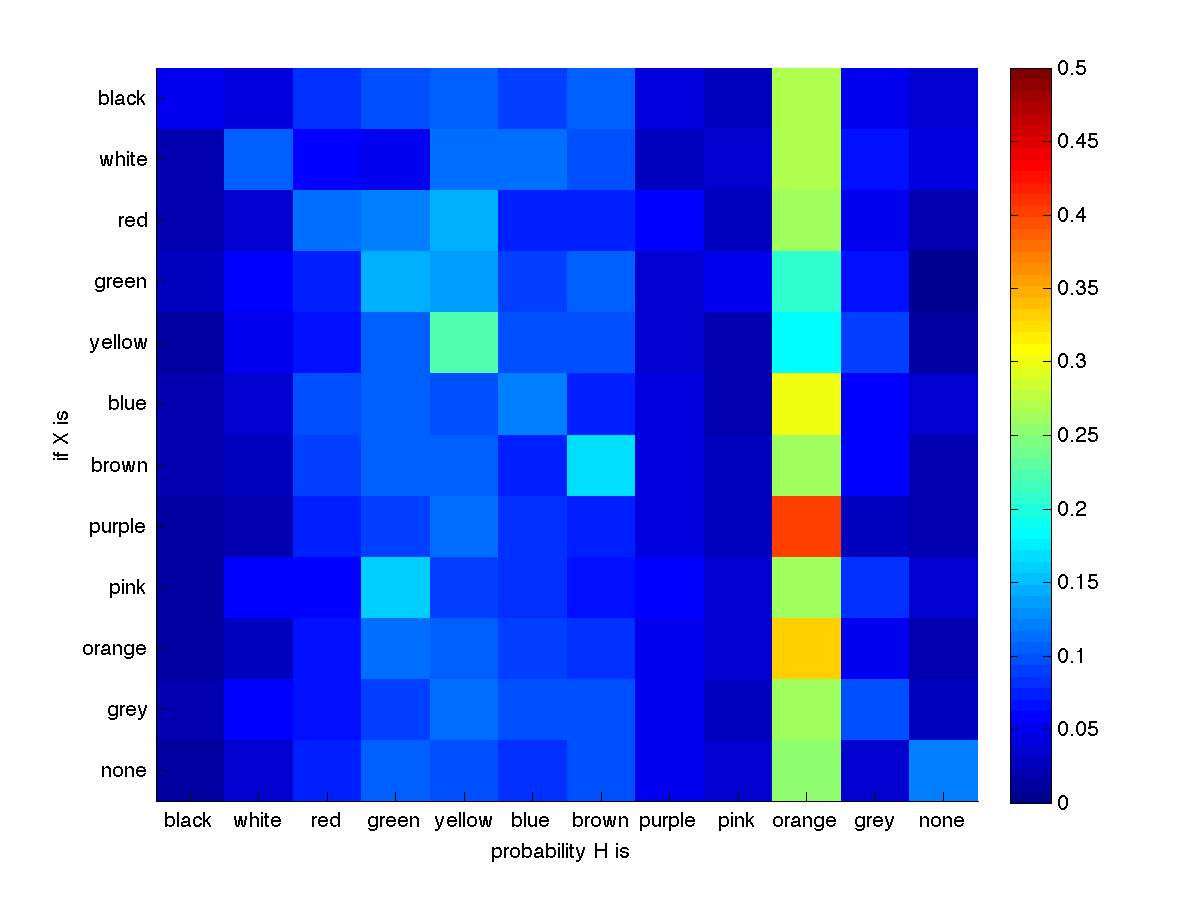 if X is
black
white
red
green
yellow
blue
brown
purple
pink
orange
grey
none
black white red green yellow blue brown purple pink orange grey none
probability H is
0.5
0.45
0.4
0.35
0.3
0.25
0.2
0.15
0.1
0.05
0